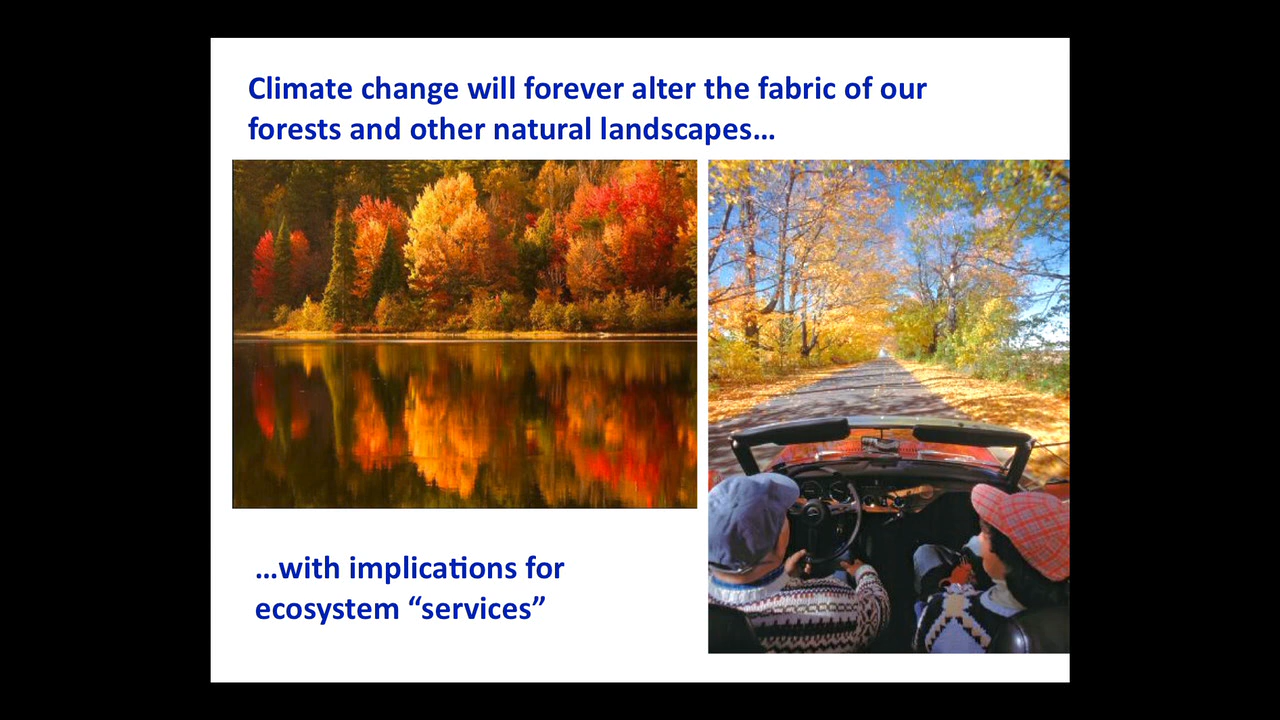 Climate change will forever alter the fabric of our
forests and other natural landscapes…
…with implications for
ecosystem “services”